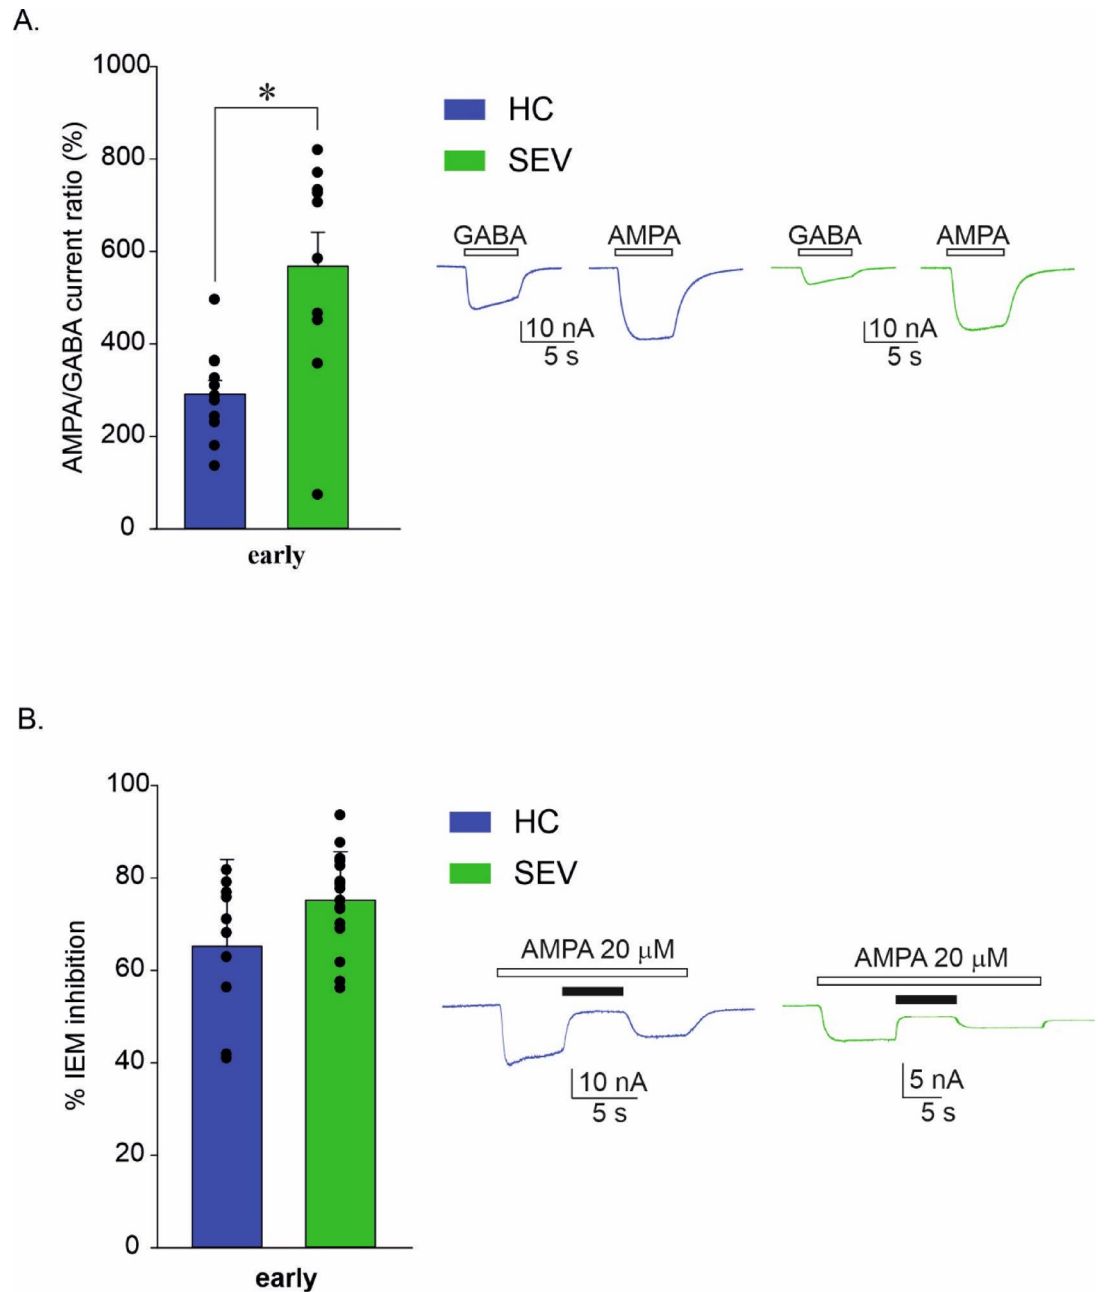 A.
AMPA/GABA current ratio (%)
1000
800
600
400
200
0
*
early
HC
SEV
GABA
AMPA
10 nA
5 s
GABA
AMPA
10 nA
5 s
B.
% IEM inhibition
100
80
60
40
20
0
early
HC
SEV
AMPA 20 μM
10 nA
5 s
AMPA 20 μM
5 nA
5 s